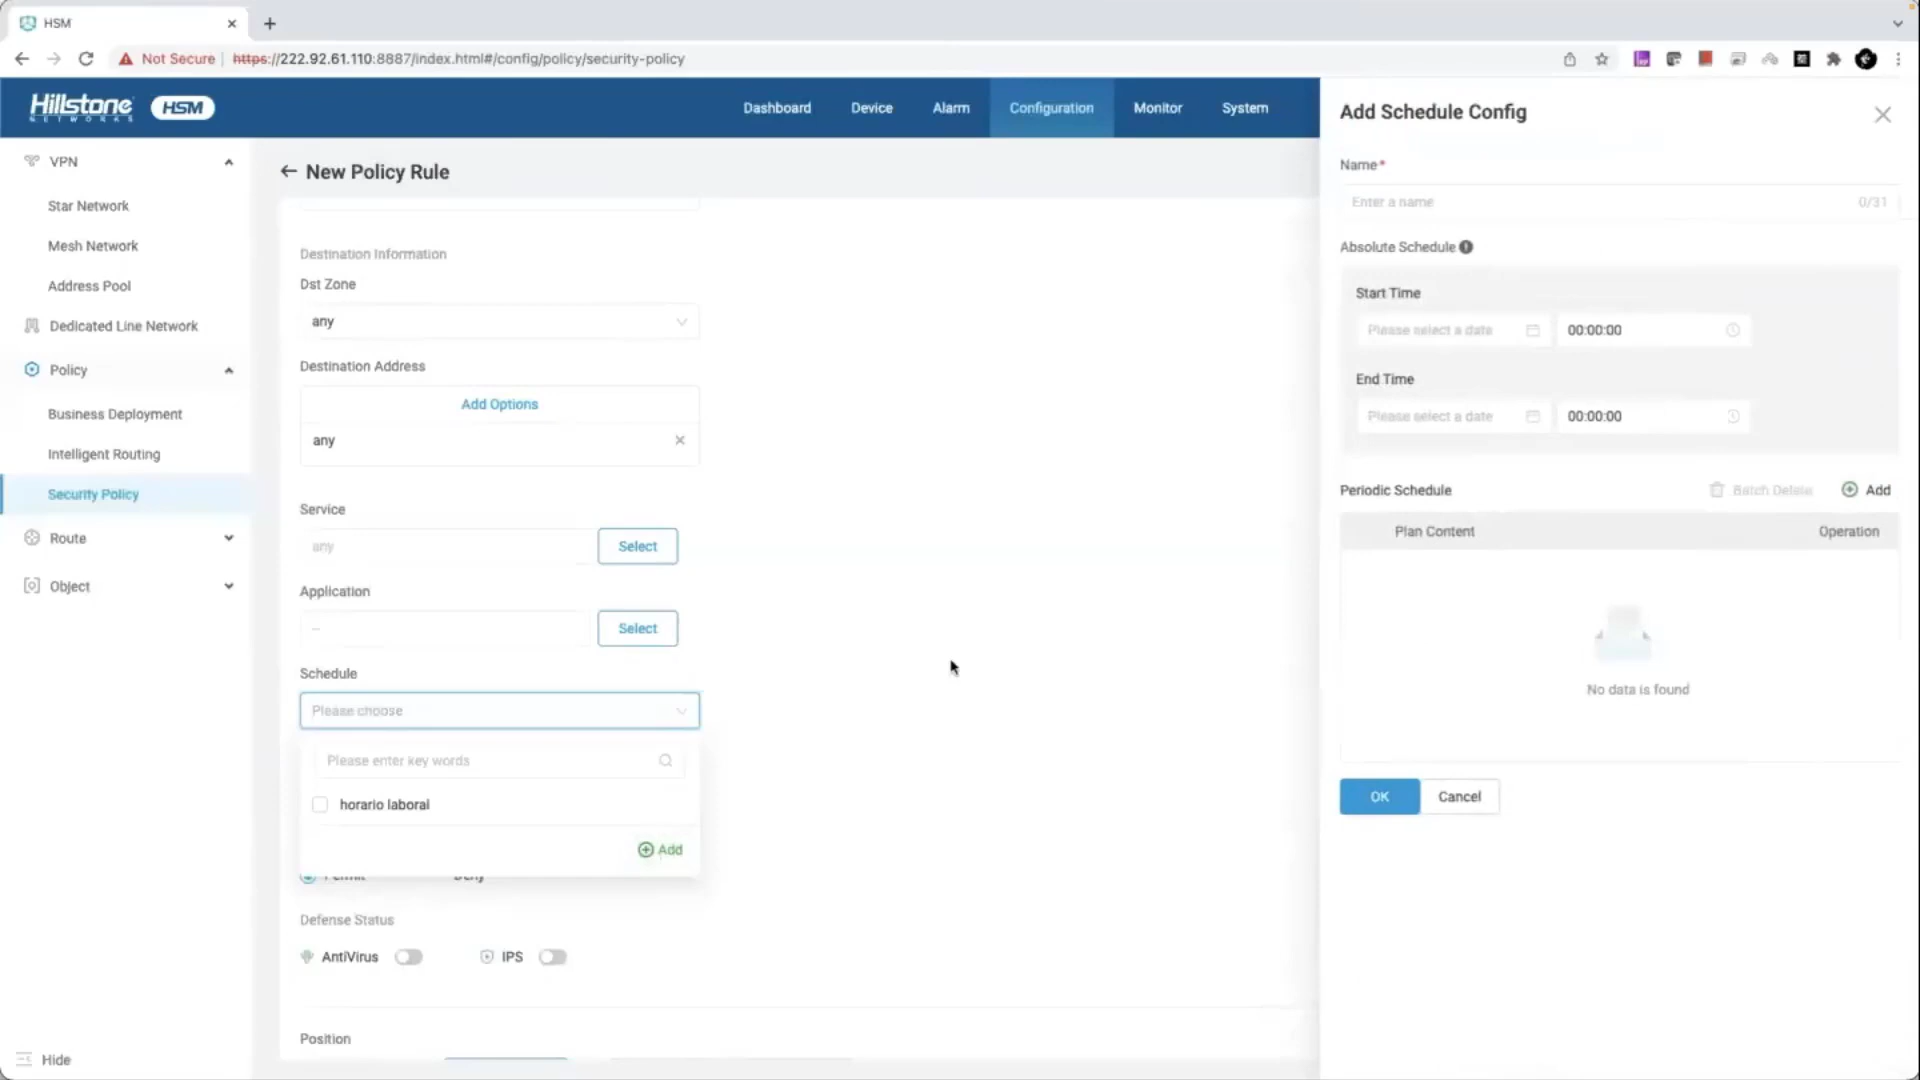 HSM
Not Secure
https://222.92.61.110:8887/index.html#/config/policy/security-policy
Hillstone
NETWORKS
HSM
Dashboard
Device
Alarm
Configuration
Monitor
System
VPN
Star Network
Mesh Network
Address Pool
Dedicated Line Network
Policy
Business Deployment
Intelligent Routing
Security Policy
Route
Object
Hide
New Policy Rule
Destination Information
Dst Zone
any
Destination Address
Add Options
any
Service
any
Select
Application
--
Select
Schedule
Please choose
Please enter key words
horario laboral
Add
Permit
Deny
Defense Status
AntiVirus
IPS
Position
Add Schedule Config
Name*
Enter a name
0/31
Absolute Schedule
Start Time
Please select a date
00:00:00
End Time
Please select a date
00:00:00
Periodic Schedule
Batch Delete
Add
Plan Content
Operation
No data is found
OK
Cancel